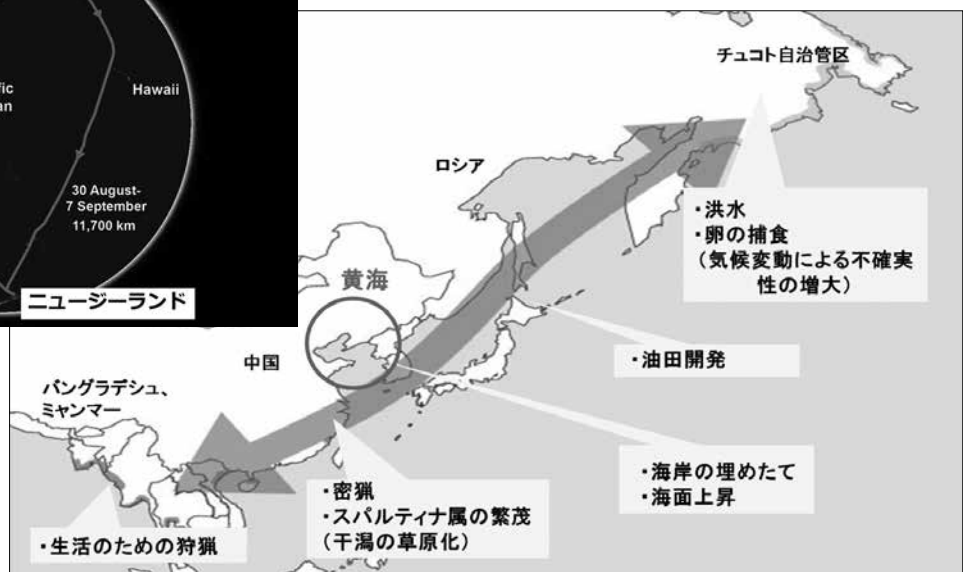 Hawaii
30 August-
7 September
11,700 km
ニュージーランド
チュコト自治管区
ロシア
・洪水
・卵の捕食
(気候変動による不確実
性の増大)
黄海
中国
・油田開発
バングラデシュ、
ミャンマー
・海岸の埋めたて
・海面上昇
・密猟
・スパルティナ属の繁茂
(干潟の草原化)
・生活のための狩猟